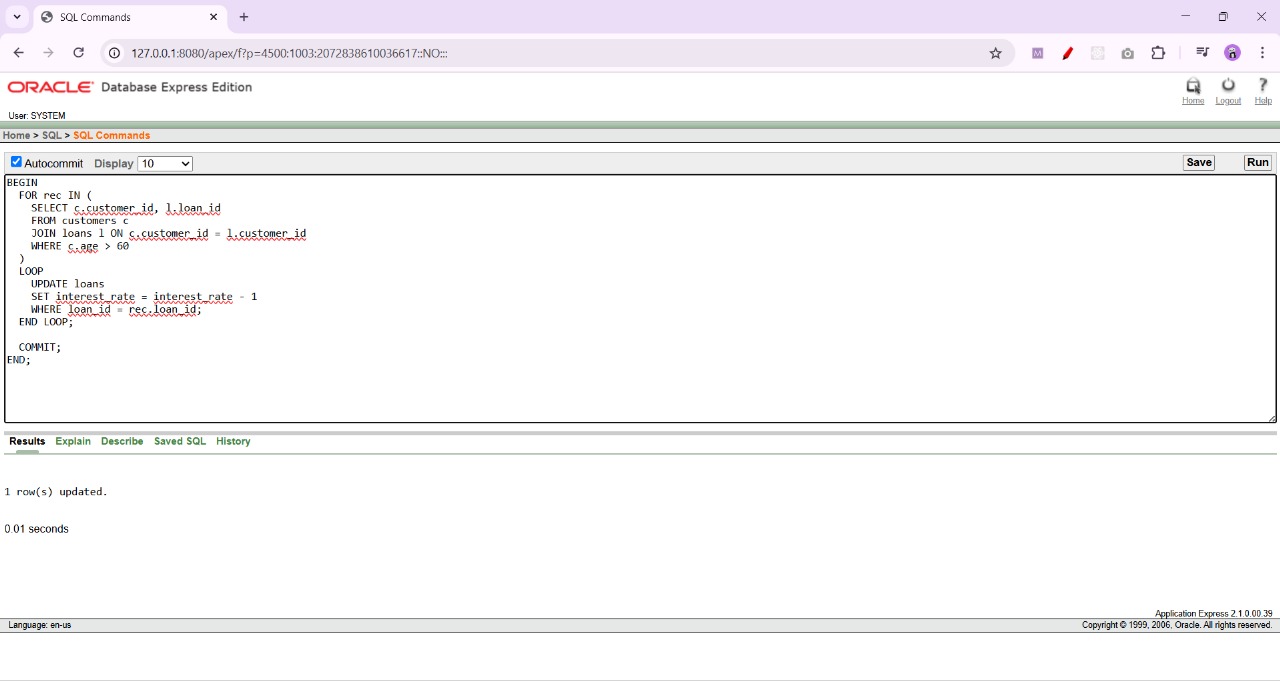 SQL Commands
127.0.0.1:8080/apex/f?p=4500:1003:2072838610036617::NO:::
ORACLE Database Express Edition
Home Logout Help
User: SYSTEM
Home > SQL > SQL Commands
Autocommit Display 10 Save Run
BEGIN
  FOR rec IN (
    SELECT c.customer_id, l.loan_id
    FROM customers c
    JOIN loans l ON c.customer_id = l.customer_id
    WHERE c.age > 60
  )
  LOOP
    UPDATE loans
    SET interest_rate = interest_rate - 1
    WHERE loan_id = rec.loan_id;
  END LOOP;
  COMMIT;
END;
Results Explain Describe Saved SQL History
1 row(s) updated.
0.01 seconds
Application Express 2.1.0.00.39
Language: en-us Copyright © 1999, 2006, Oracle. All rights reserved.